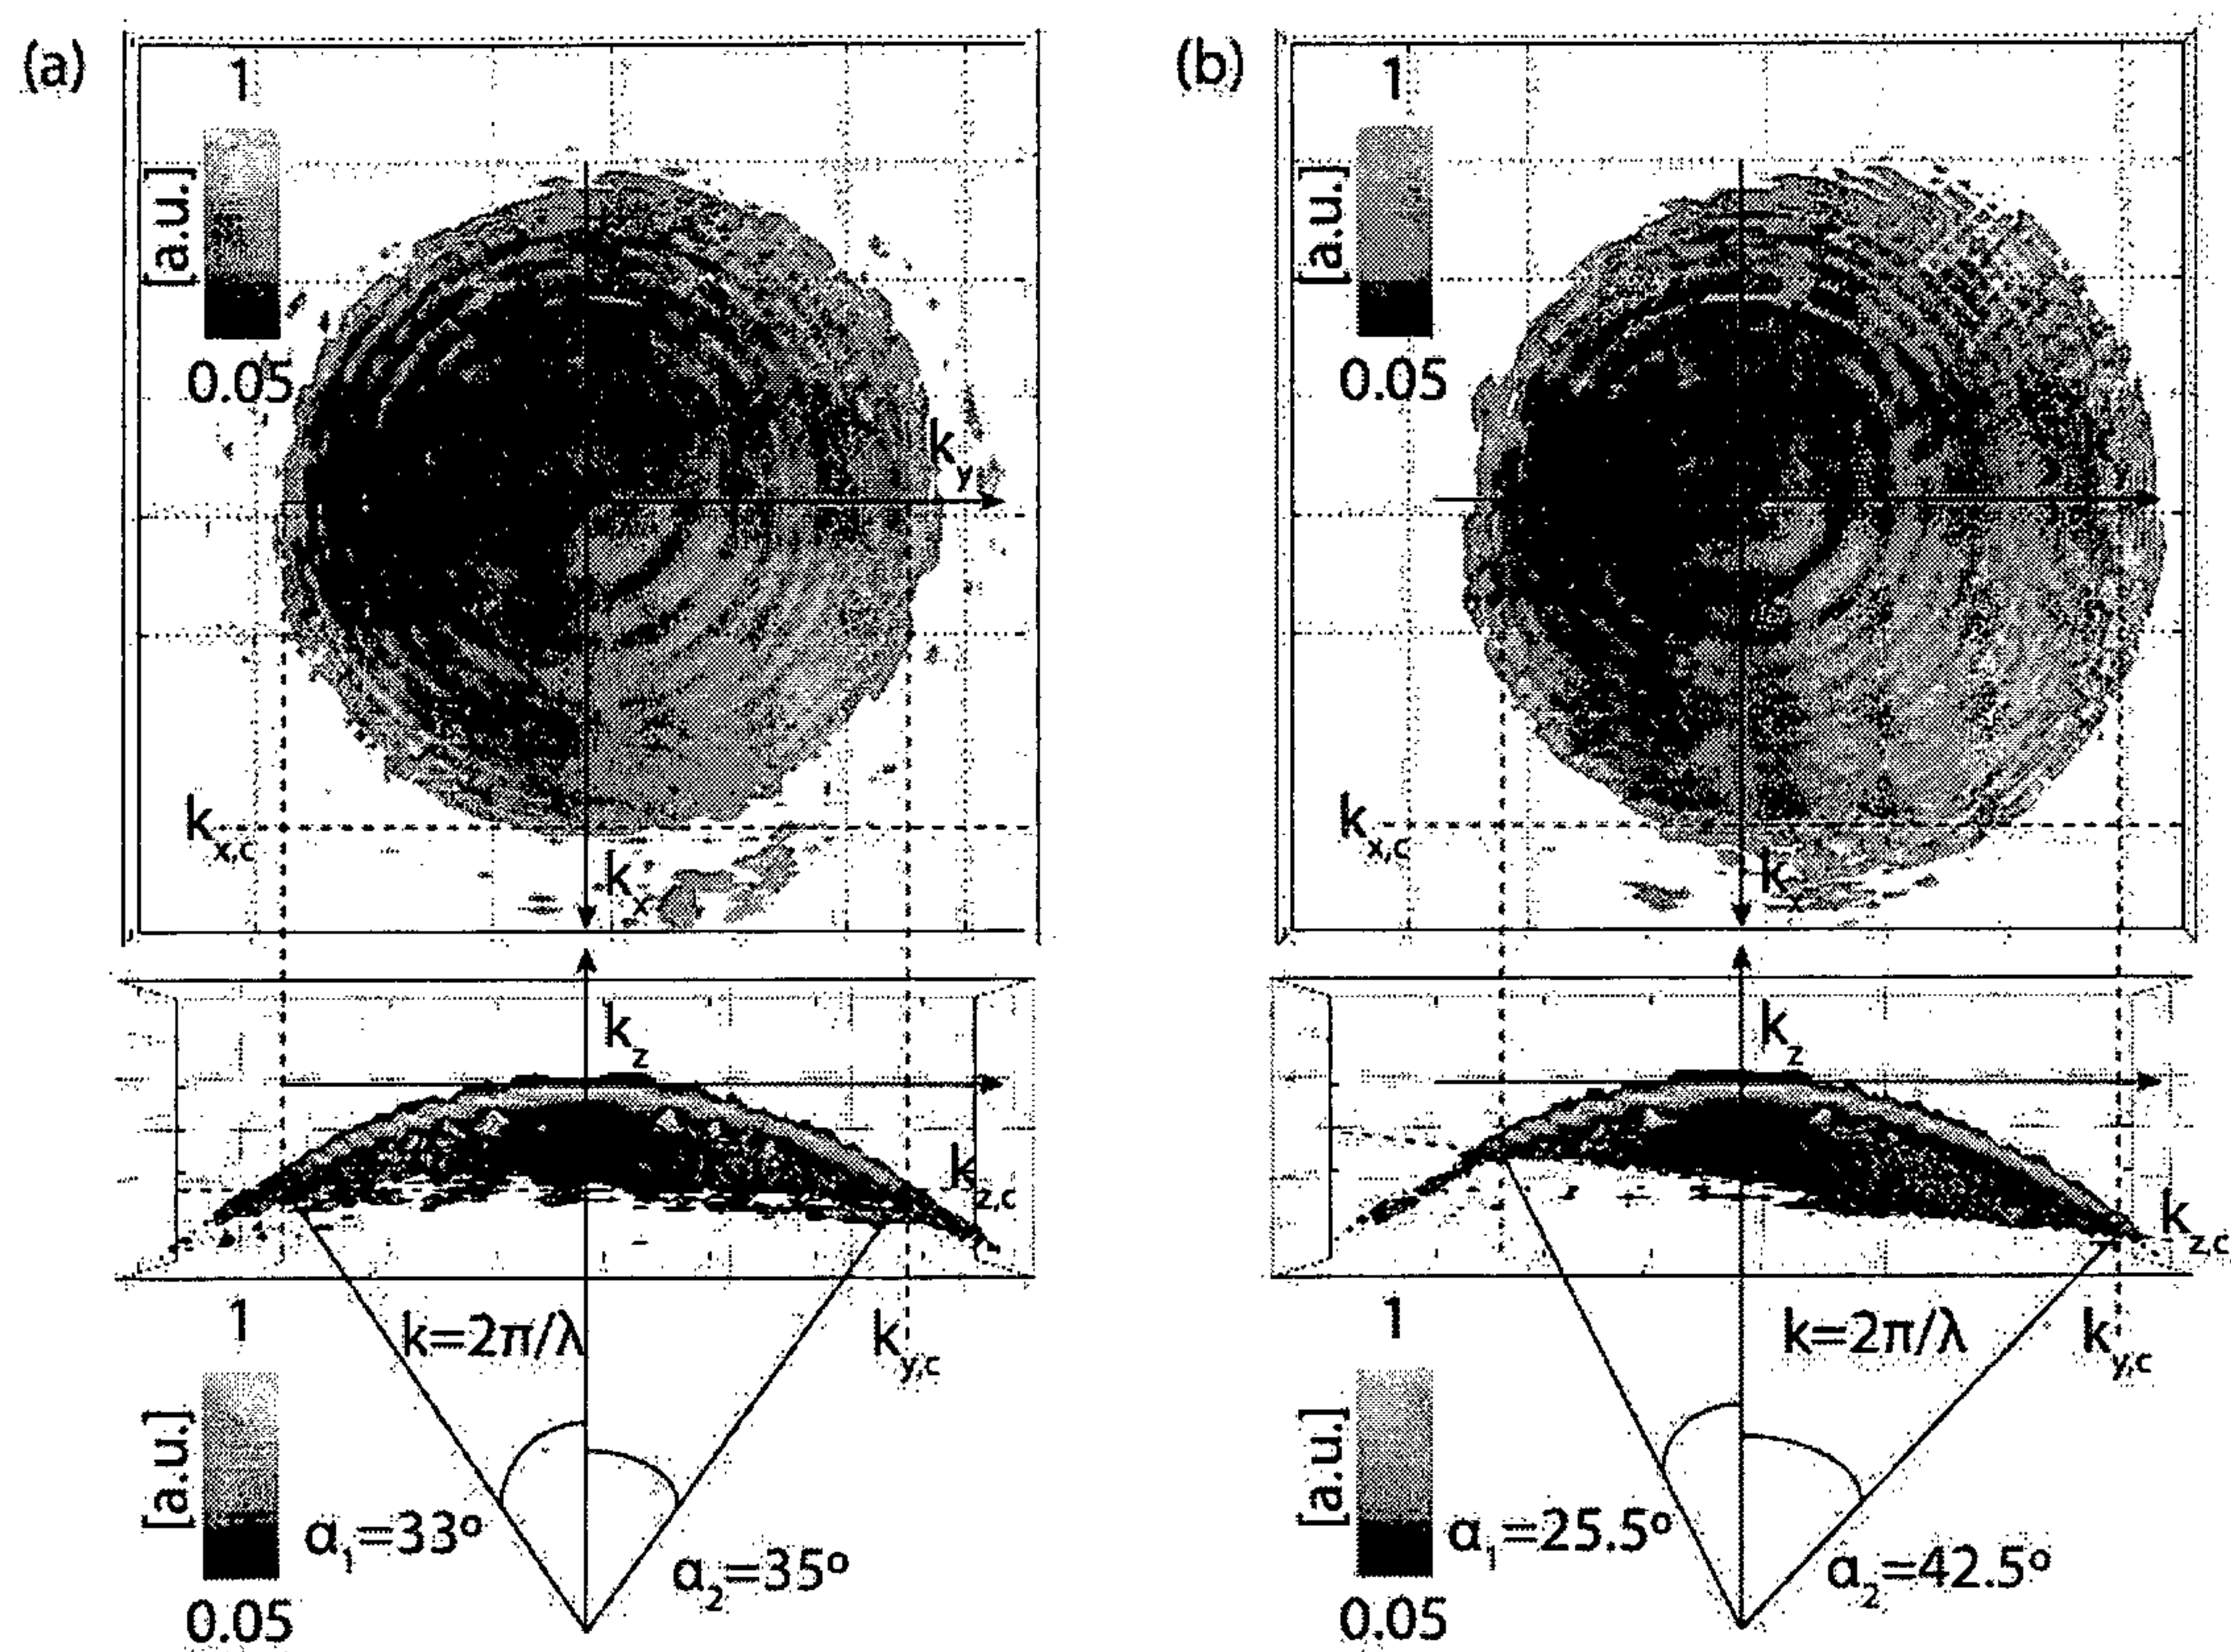 (a)
1
[a.u.]
0.05
k_y
k_x,c
k_x
k_z
k_z,c
1
k=2π/λ
k_y,c
[a.u.]
α_1=33°
α_2=35°
0.05
(b)
1
[a.u.]
0.05
k_x,c
k_x
k_z
k_z,c
1
k=2π/λ
k_y,c
[a.u.]
α_1=25.5°
α_2=42.5°
0.05